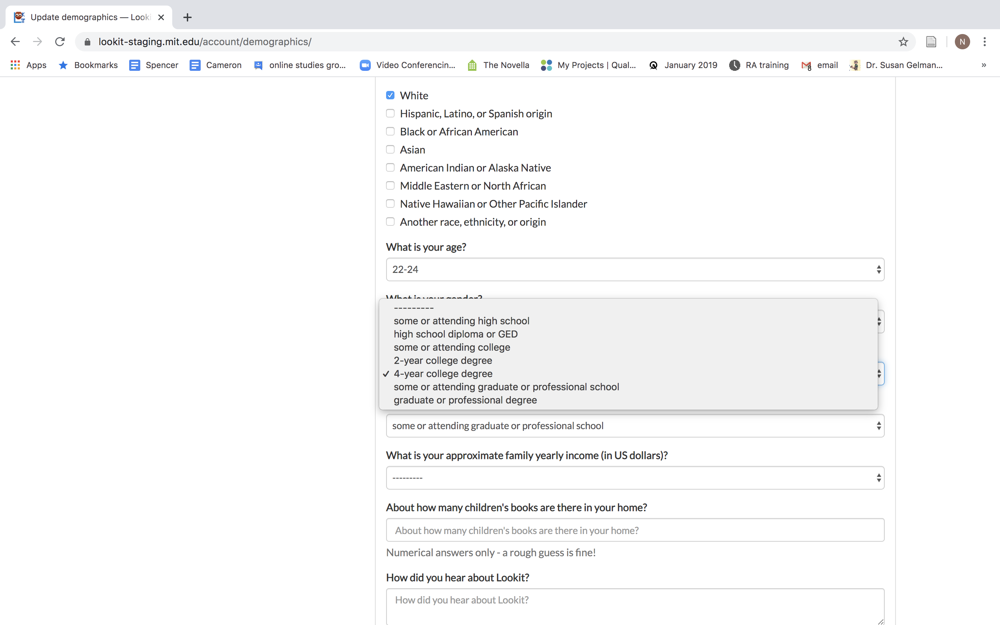 Update demographics — Looki
lookit-staging.mit.edu/account/demographics/
N
Apps
Bookmarks
Spencer
Cameron
online studies gro...
Video Conferencin...
The Novella
My Projects | Qual...
January 2019
RA training
email
Dr. Susan Gelman...
»
White
Hispanic, Latino, or Spanish origin
Black or African American
Asian
American Indian or Alaska Native
Middle Eastern or North African
Native Hawaiian or Other Pacific Islander
Another race, ethnicity, or origin
What is your age?
22-24
What is your gender?
---------
some or attending high school
high school diploma or GED
some or attending college
2-year college degree
✓ 4-year college degree
some or attending graduate or professional school
graduate or professional degree
some or attending graduate or professional school
What is your approximate family yearly income (in US dollars)?
---------
About how many children's books are there in your home?
About how many children's books are there in your home?
Numerical answers only - a rough guess is fine!
How did you hear about Lookit?
How did you hear about Lookit?